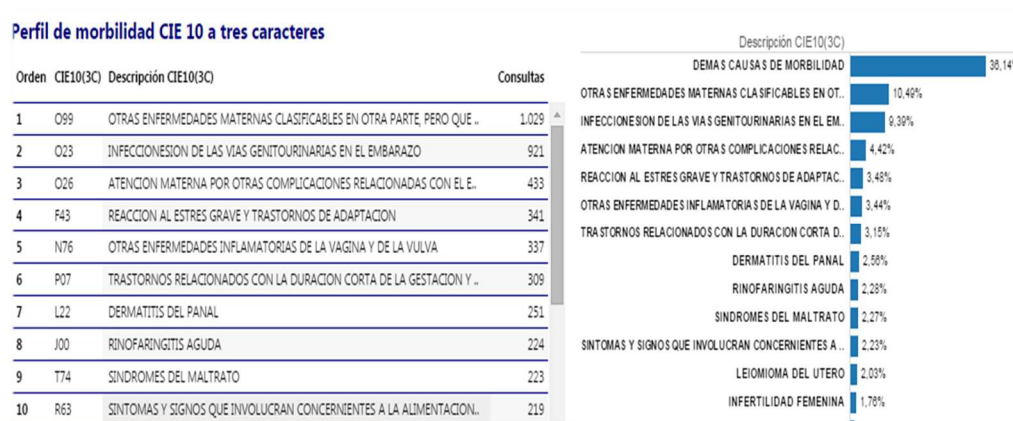 Perfil de morbilidad CIE 10 a tres caracteres
Orden CIE10(3C) Descripción CIE10(3C) Consultas
1 O99 OTRAS ENFERMEDADES MATERNAS CLASIFICABLES EN OTRA PARTE, PERO QUE .. 1.029
2 O23 INFECCIONESION DE LAS VIAS GENITOURINARIAS EN EL EMBARAZO 921
3 O26 ATENCION MATERNA POR OTRAS COMPLICACIONES RELACIONADAS CON EL E.. 433
4 F43 REACCION AL ESTRES GRAVE Y TRASTORNOS DE ADAPTACION 341
5 N76 OTRAS ENFERMEDADES INFLAMATORIAS DE LA VAGINA Y DE LA VULVA 337
6 P07 TRASTORNOS RELACIONADOS CON LA DURACION CORTA DE LA GESTACION Y .. 309
7 L22 DERMATITIS DEL PANAL 251
8 J00 RINOFARINGITIS AGUDA 224
9 T74 SINDROMES DEL MALTRATO 223
10 R63 SINTOMAS Y SIGNOS QUE INVOLUCRAN CONCERNIENTES A LA ALIMENTACION.. 219
Descripción CIE10(3C)
DEMAS CAUSAS DE MORBILIDAD 36,14%
OTRAS ENFERMEDADES MATERNAS CLASIFICABLES EN OT.. 10,49%
INFECCIONESION DE LAS VIAS GENITOURINARIAS EN EL EM.. 9,39%
ATENCION MATERNA POR OTRAS COMPLICACIONES RELAC.. 4,42%
REACCION AL ESTRES GRAVE Y TRASTORNOS DE ADAPTAC.. 3,48%
OTRAS ENFERMEDADES INFLAMATORIAS DE LA VAGINA Y D.. 3,44%
TRASTORNOS RELACIONADOS CON LA DURACION CORTA D.. 3,15%
DERMATITIS DEL PANAL 2,56%
RINOFARINGITIS AGUDA 2,28%
SINDROMES DEL MALTRATO 2,27%
SINTOMAS Y SIGNOS QUE INVOLUCRAN CONCERNIENTES A .. 2,23%
LEIOMIOMA DEL UTERO 2,03%
INFERTILIDAD FEMENINA 1,76%